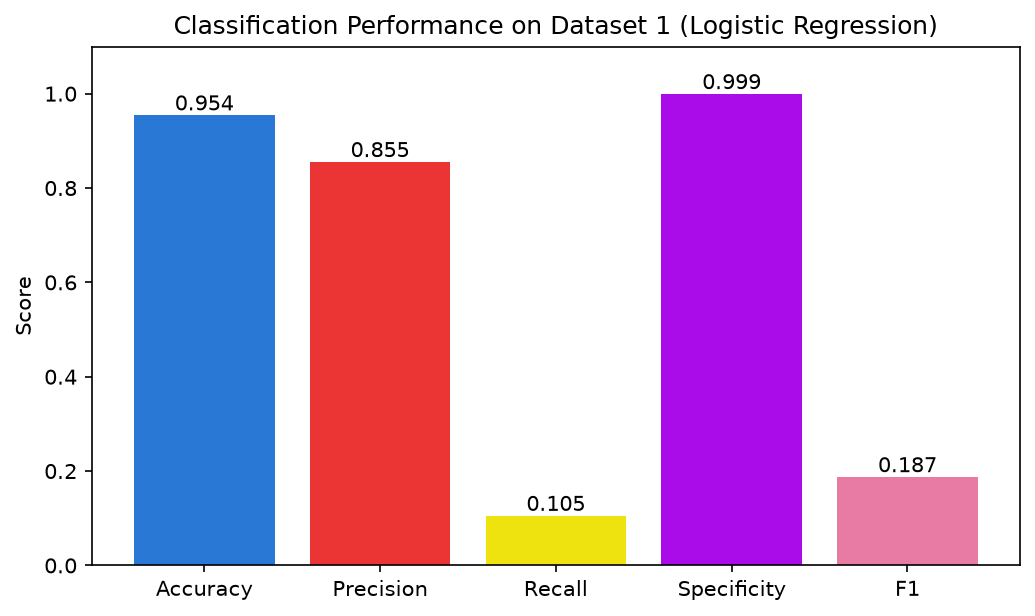 Classification Performance on Dataset 1 (Logistic Regression)
Score
1.0
0.8
0.6
0.4
0.2
0.0
0.954
0.855
0.105
0.999
0.187
Accuracy
Precision
Recall
Specificity
F1